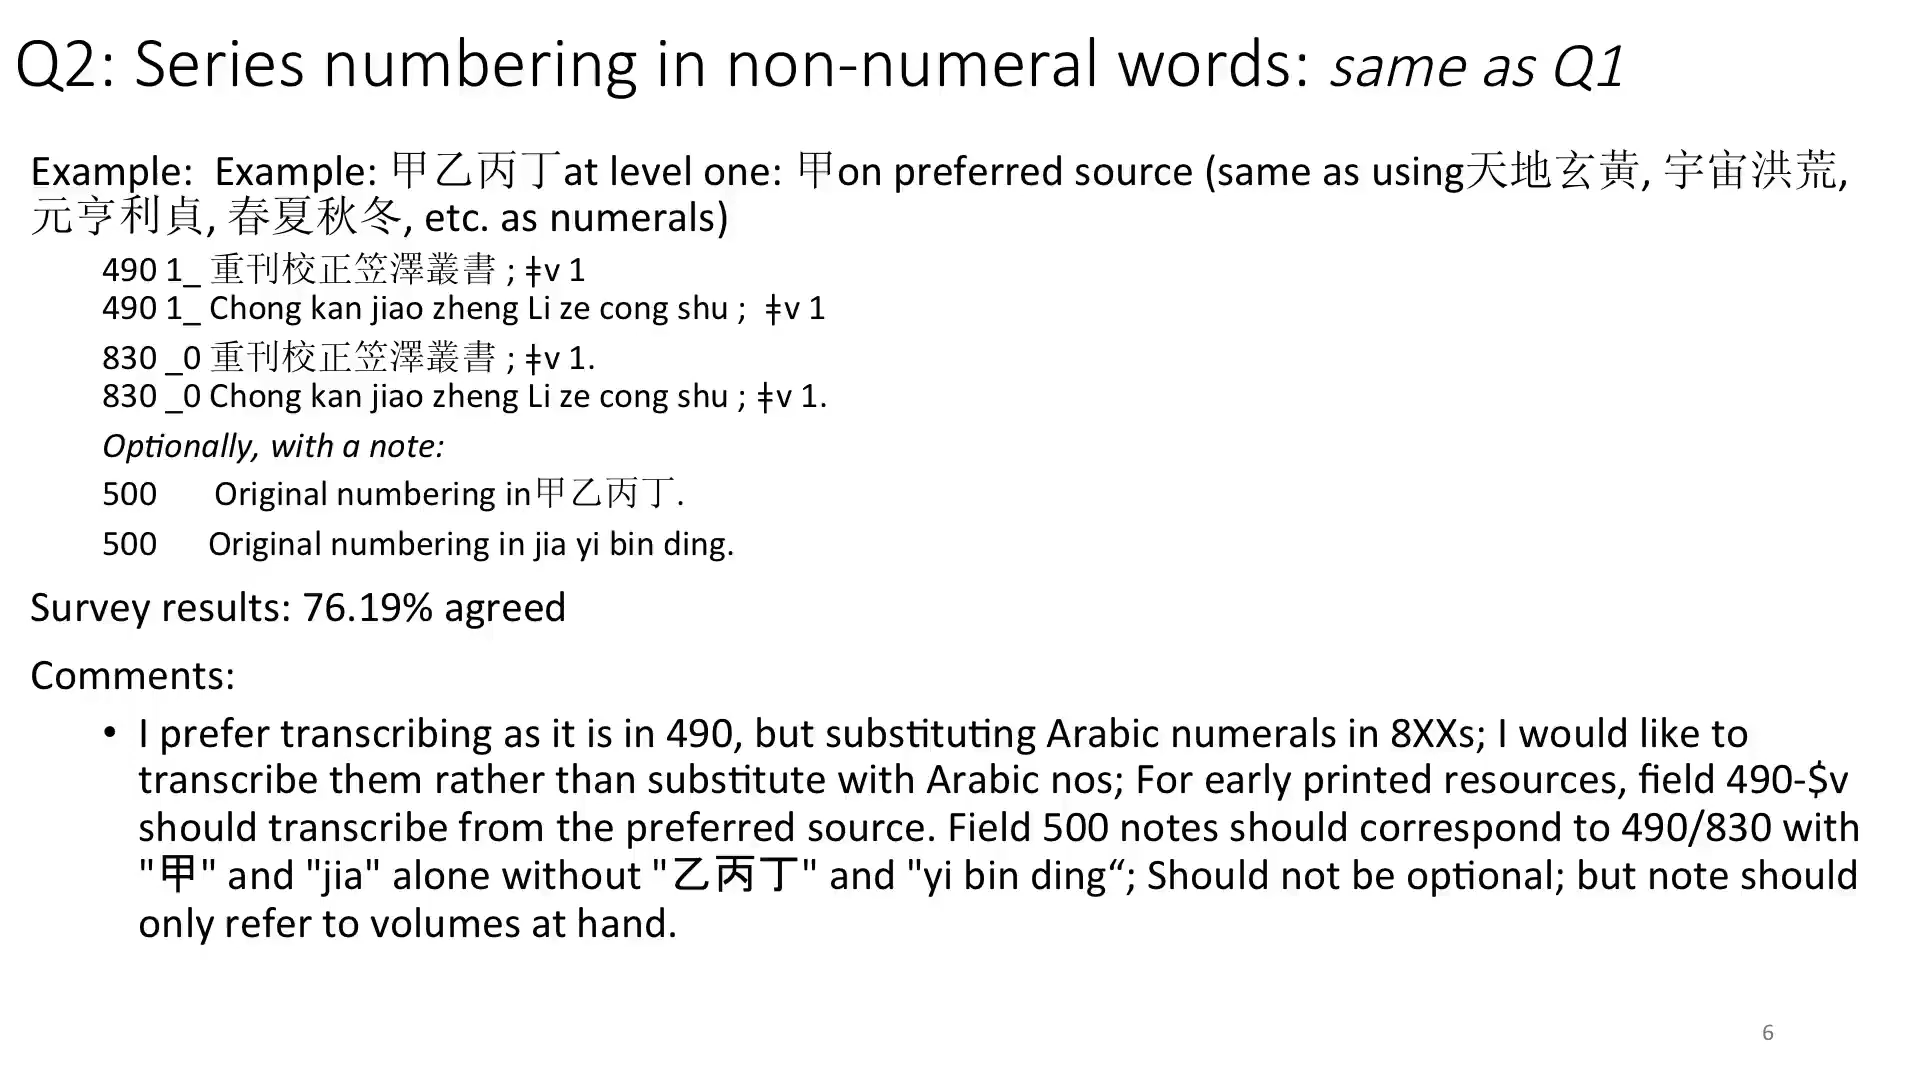 Q2: Series numbering in non-numeral words: same as Q1
Example:  Example: 甲乙丙丁at level one: 甲on preferred source (same as using天地玄黃, 宇宙洪荒,
元亨利貞, 春夏秋冬, etc. as numerals)
490 1_ 重刊校正笠澤叢書 ; ǂv 1
490 1_ Chong kan jiao zheng Li ze cong shu ;  ǂv 1
830 _0 重刊校正笠澤叢書 ; ǂv 1.
830 _0 Chong kan jiao zheng Li ze cong shu ; ǂv 1.
Optionally, with a note:
500 Original numbering in甲乙丙丁.
500 Original numbering in jia yi bin ding.
Survey results: 76.19% agreed
Comments:
• I prefer transcribing as it is in 490, but substituting Arabic numerals in 8XXs; I would like to
transcribe them rather than substitute with Arabic nos; For early printed resources, field 490-$v
should transcribe from the preferred source. Field 500 notes should correspond to 490/830 with
"甲" and "jia" alone without "乙丙丁" and "yi bin ding“; Should not be optional; but note should
only refer to volumes at hand.
6